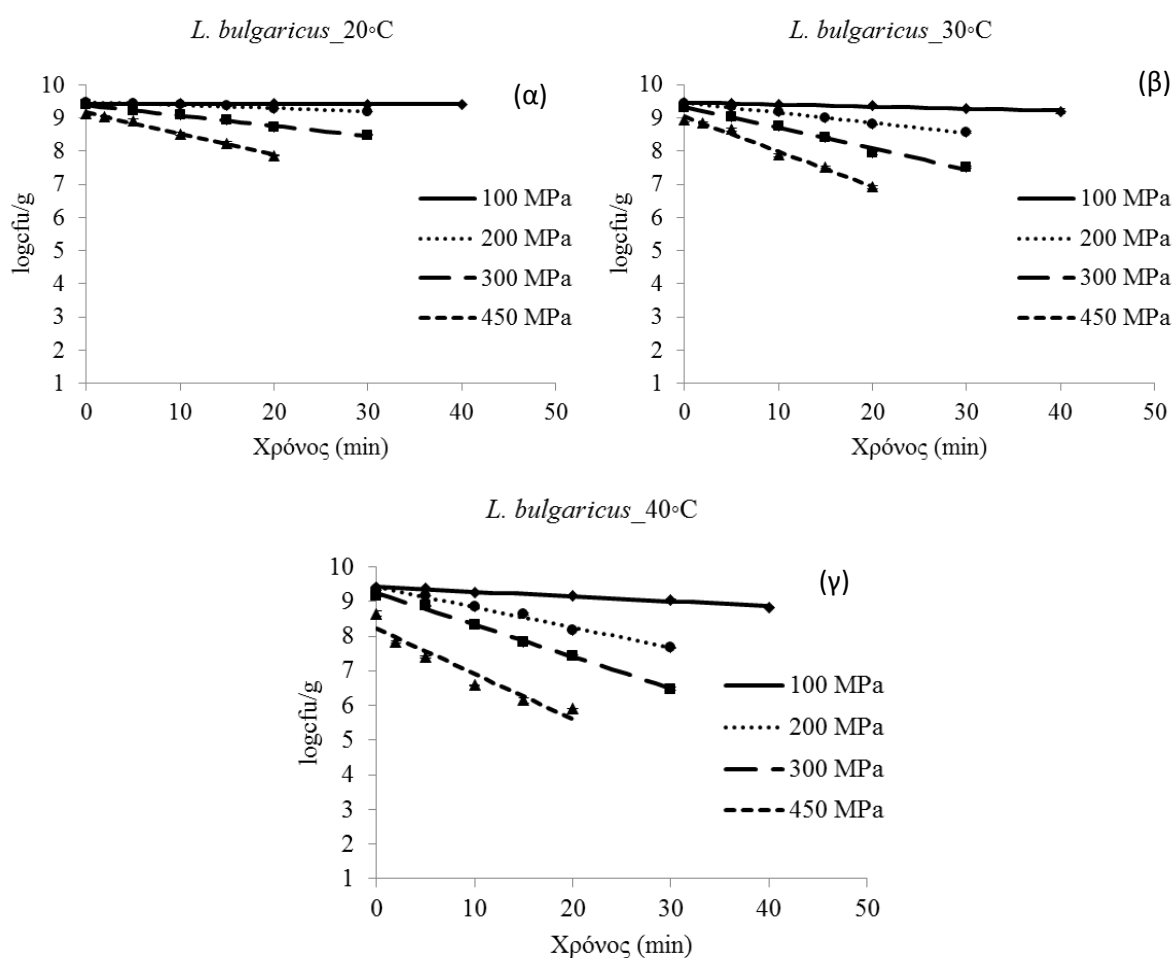 L. bulgaricus_20◦C
(α)
10
9
8
7
6
5
4
3
2
1
logcfu/g
100 MPa
200 MPa
300 MPa
450 MPa
0 10 20 30 40 50
Χρόνος (min)
L. bulgaricus_30◦C
(β)
10
9
8
7
6
5
4
3
2
1
logcfu/g
100 MPa
200 MPa
300 MPa
450 MPa
0 10 20 30 40 50
Χρόνος (min)
L. bulgaricus_40◦C
(γ)
10
9
8
7
6
5
4
3
2
1
logcfu/g
100 MPa
200 MPa
300 MPa
450 MPa
0 10 20 30 40 50
Χρόνος (min)